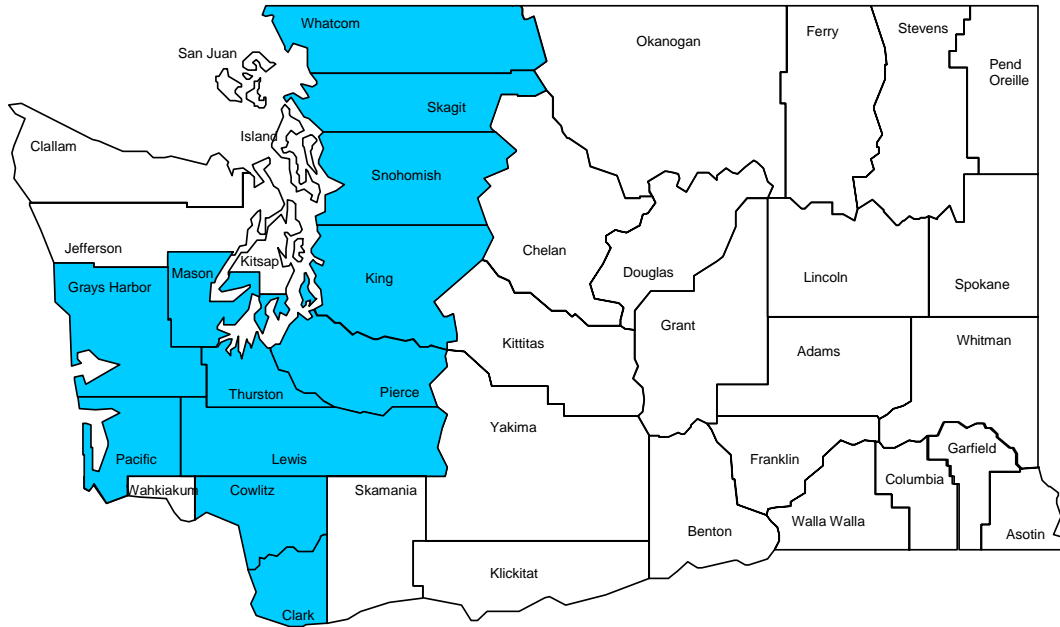 Whatcom
Okanogan
Ferry
Stevens
San Juan
Pend
Oreille
Skagit
Island
Clallam
Snohomish
Jefferson
Kitsap
Chelan
Mason
King
Douglas
Lincoln
Spokane
Grays Harbor
Grant
Kittitas
Adams
Whitman
Thurston
Pierce
Yakima
Pacific
Lewis
Franklin
Garfield
Wahkiakum
Cowlitz
Skamania
Columbia
Benton
Walla Walla
Asotin
Klickitat
Clark